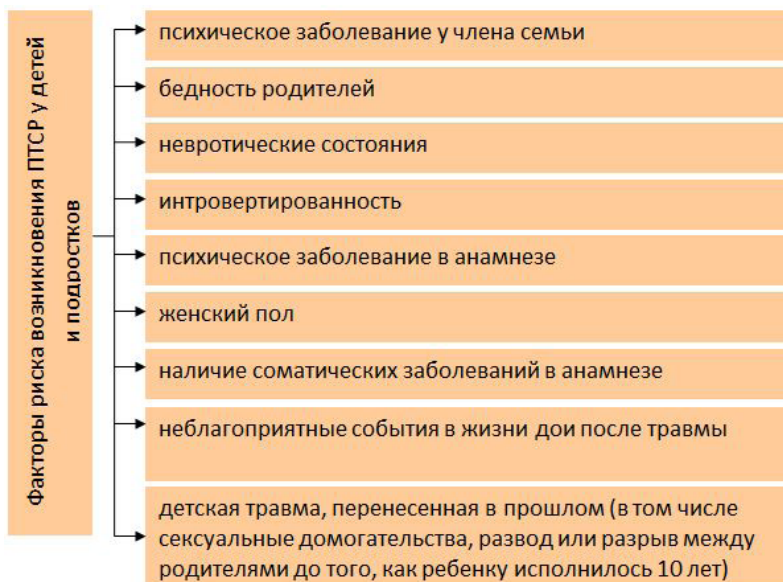 Факторы риска возникновения ПТСР у детей
и подростков
психическое заболевание у члена семьи
бедность родителей
невротические состояния
интровертированность
психическое заболевание в анамнезе
женский пол
наличие соматических заболеваний в анамнезе
неблагоприятные события в жизни дои после травмы
детская травма, перенесенная в прошлом (в том числе
сексуальные домогательства, развод или разрыв между
родителями до того, как ребенку исполнилось 10 лет)